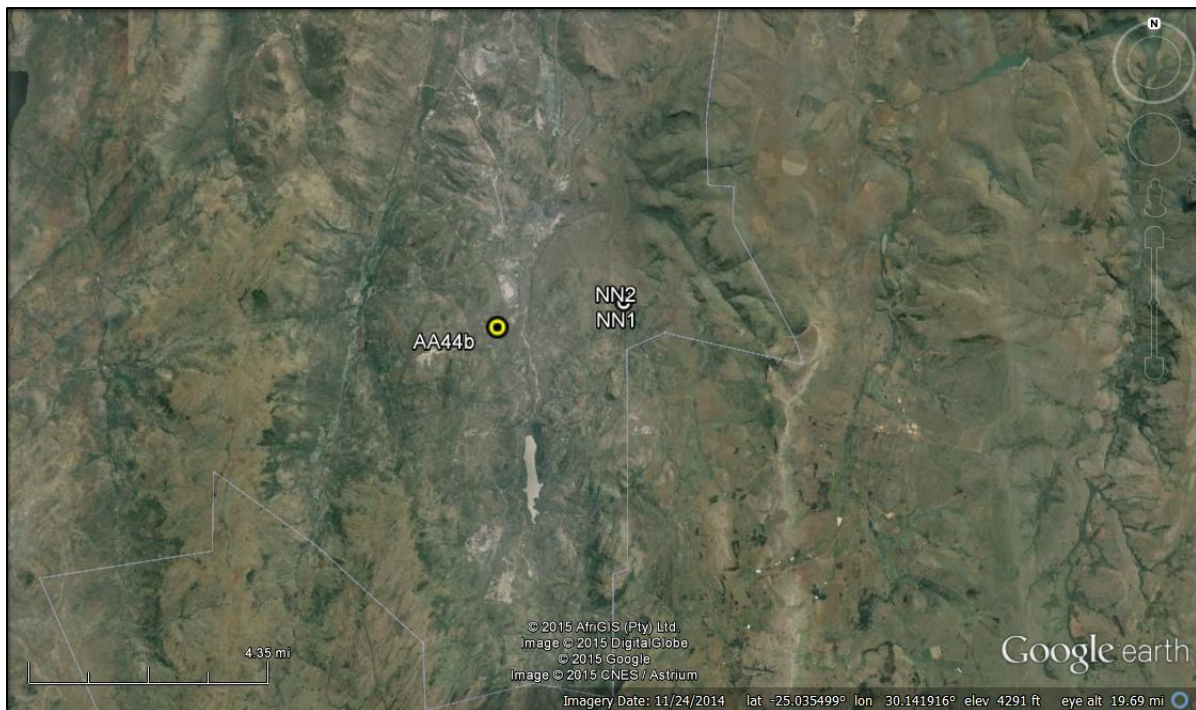 N
NN2
NN1
AA44b
© 2015 AfriGIS (Pty) Ltd.
Image © 2015 DigitalGlobe
© 2015 Google
Image © 2015 CNES / Astrium
4.35 mi
Google earth
Imagery Date: 11/24/2014 lat -25.035499° lon 30.141916° elev 4291 ft eye alt 19.69 mi